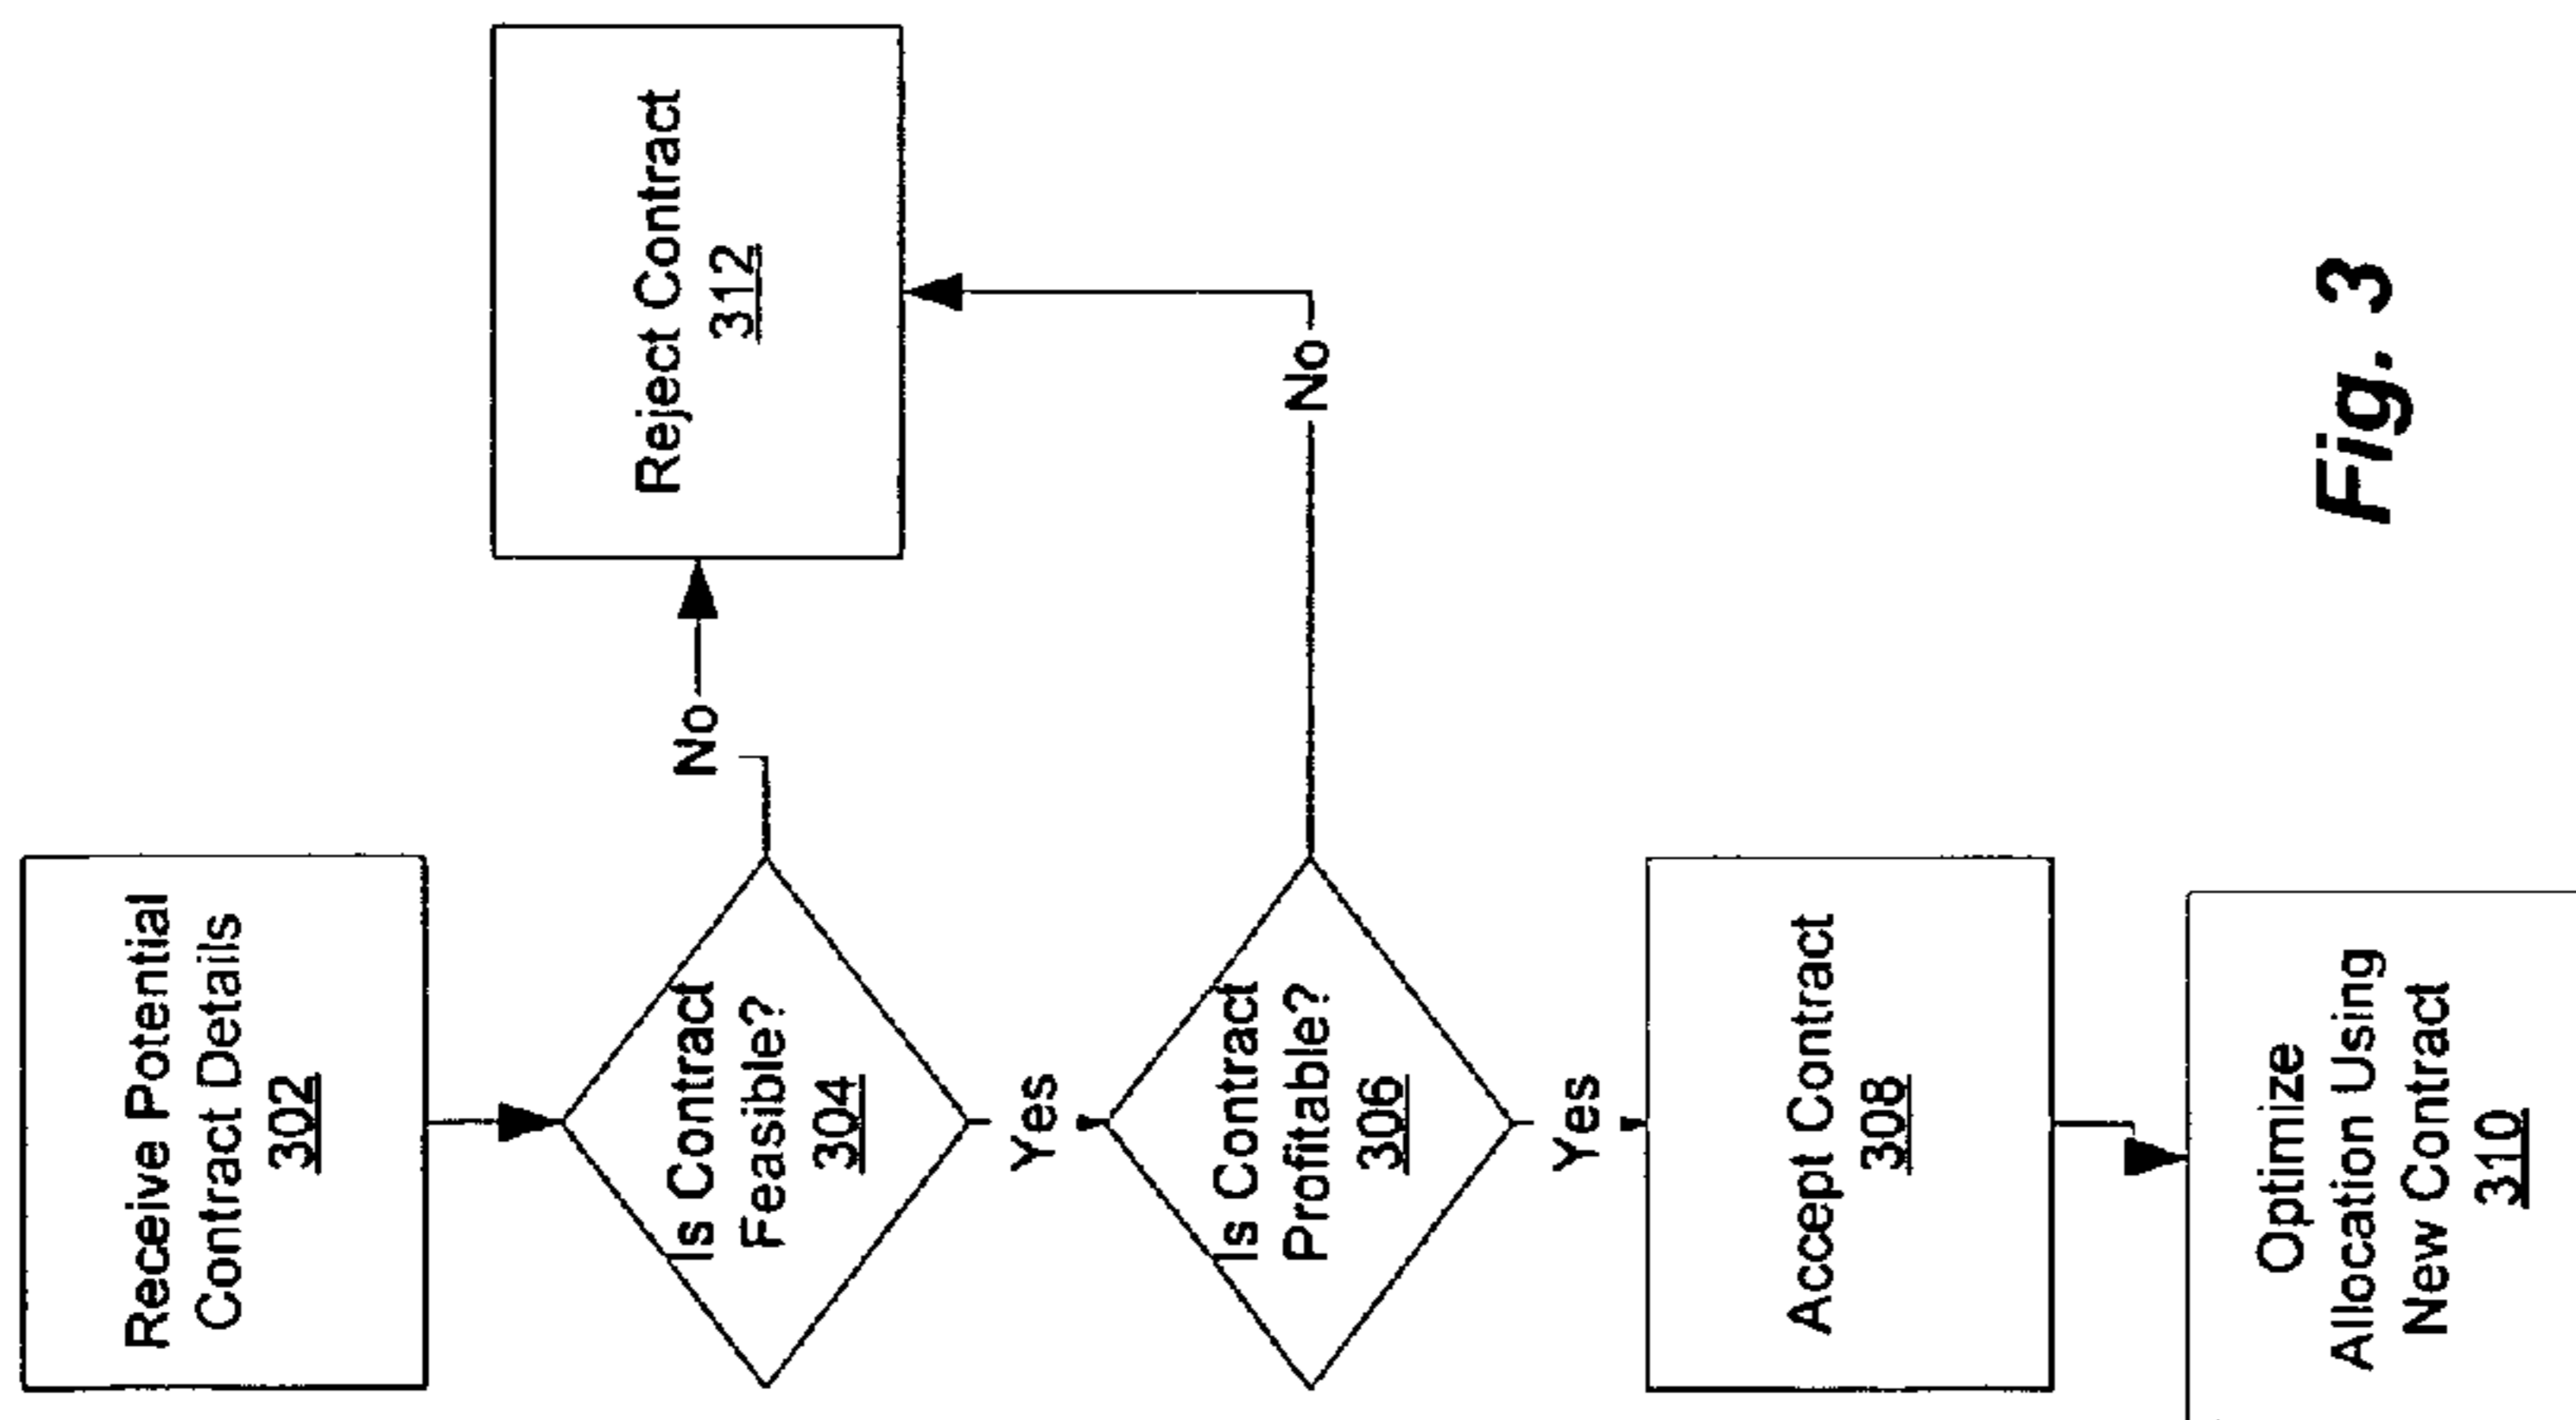 Receive Potential
Contract Details
302
Is Contract
Feasible?
304
No
Reject Contract
312
Yes
Is Contract
Profitable?
306
No
Yes
Accept Contract
308
Optimize
Allocation Using
New Contract
310
Fig. 3